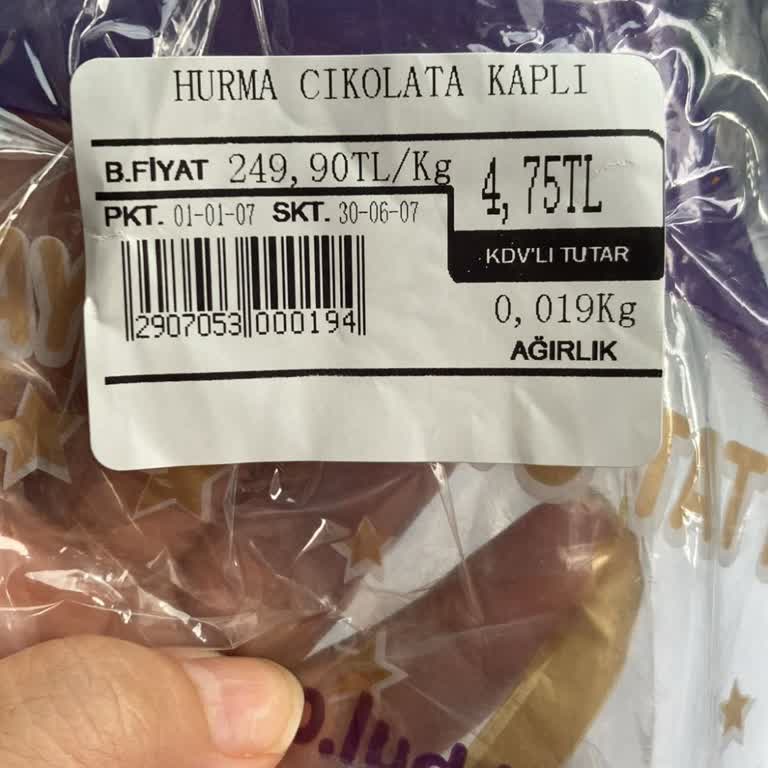 HURMA CIKOLATA KAPLI
B.FİYAT 249,90TL/Kg 4,75TL
PKT. 01-01-07 SKT. 30-06-07
KDV'Lİ TUTAR
2907053 000194
0,019Kg
AĞIRLIK